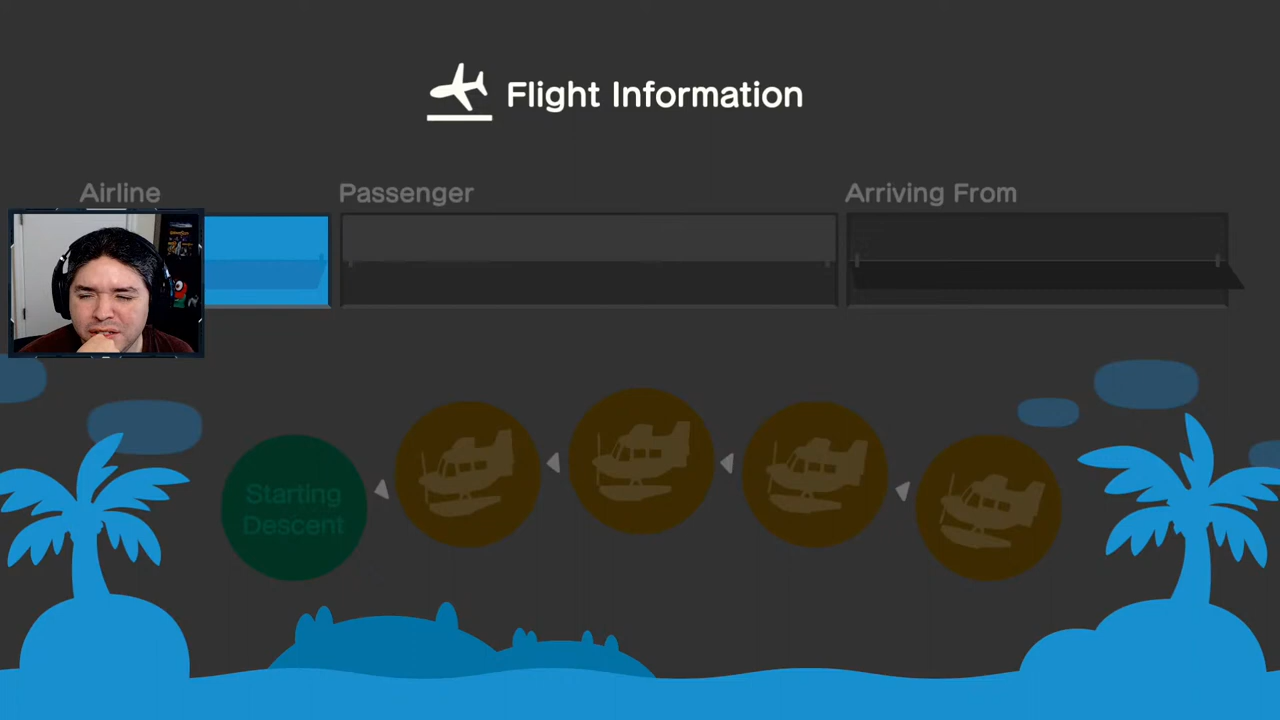 Flight Information
Airline
Passenger
Arriving From
Starting
Descent